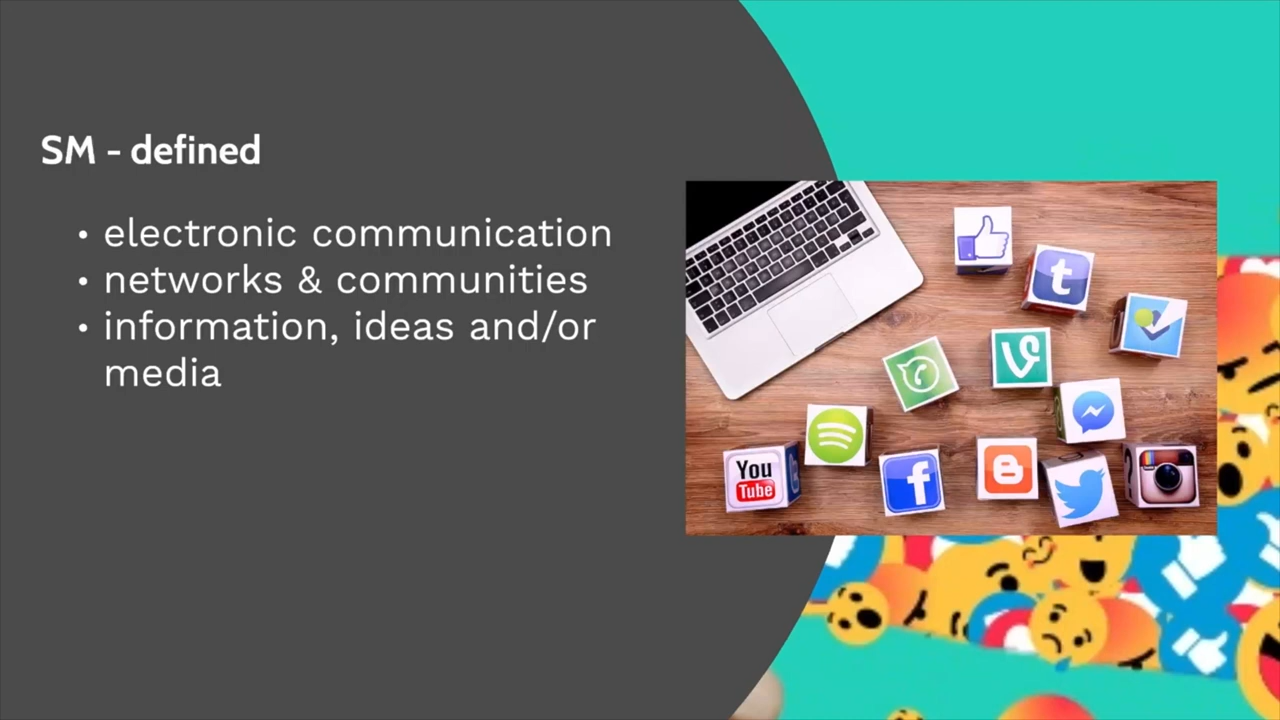 SM - defined
• electronic communication
• networks & communities
• information, ideas and/or
media
You
Tube